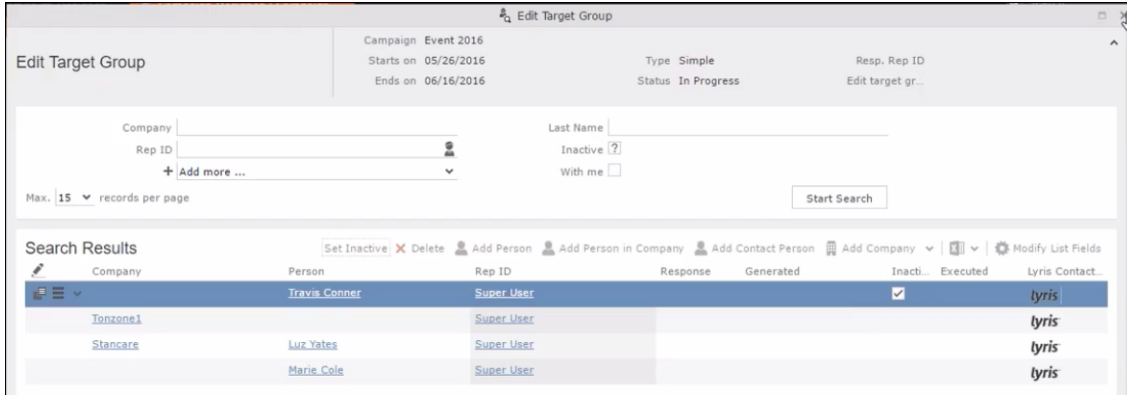 Edit Target Group
Campaign Event 2016
Edit Target Group Starts on 05/26/2016 Type Simple Resp. Rep ID
Ends on 06/16/2016 Status In Progress Edit target gr...
Company Last Name
Rep ID Inactive ?
+ Add more ... With me
Max. 15 records per page Start Search
Search Results Set Inactive Delete Add Person Add Person in Company Add Contact Person Add Company Modify List Fields
Company Person Rep ID Response Generated Inacti... Executed Lyris Contact...
Travis Conner Super User lyris
Tonzone1 Super User lyris
Stancare Luz Yates Super User lyris
Marie Cole Super User lyris